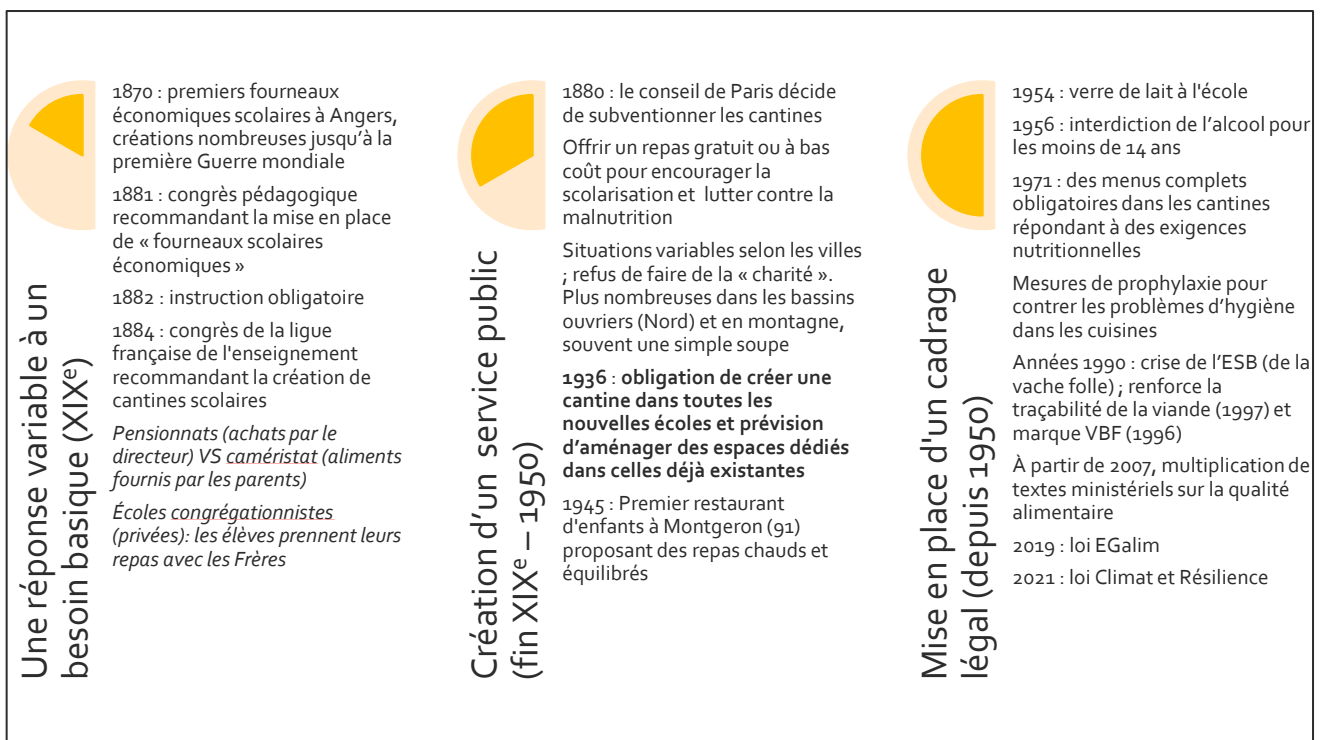 Une réponse variable à un
besoin basique (XIXe)
1870 : premiers fourneaux
économiques scolaires à Angers,
créations nombreuses jusqu'à la
première Guerre mondiale
1881 : congrès pédagogique
recommandant la mise en place
de « fourneaux scolaires
économiques »
1882 : instruction obligatoire
1884 : congrès de la ligue
française de l'enseignement
recommandant la création de
cantines scolaires
Pensionnats (achats par le
directeur) VS caméristat (aliments
fournis par les parents)
Écoles congrégationnistes
(privées): les élèves prennent leurs
repas avec les Frères
Création d'un service public
(fin XIXe – 1950)
1880 : le conseil de Paris décide
de subventionner les cantines
Offrir un repas gratuit ou à bas
coût pour encourager la
scolarisation et lutter contre la
malnutrition
Situations variables selon les villes
; refus de faire de la « charité ».
Plus nombreuses dans les bassins
ouvriers (Nord) et en montagne,
souvent une simple soupe
1936 : obligation de créer une
cantine dans toutes les
nouvelles écoles et prévision
d'aménager des espaces dédiés
dans celles déjà existantes
1945 : Premier restaurant
d'enfants à Montgeron (91)
proposant des repas chauds et
équilibrés
Mise en place d'un cadrage
légal (depuis 1950)
1954 : verre de lait à l'école
1956 : interdiction de l'alcool pour
les moins de 14 ans
1971 : des menus complets
obligatoires dans les cantines
répondant à des exigences
nutritionnelles
Mesures de prophylaxie pour
contrer les problèmes d'hygiène
dans les cuisines
Années 1990 : crise de l'ESB (de la
vache folle) ; renforce la
traçabilité de la viande (1997) et
marque VBF (1996)
À partir de 2007, multiplication de
textes ministériels sur la qualité
alimentaire
2019 : loi EGalim
2021 : loi Climat et Résilience